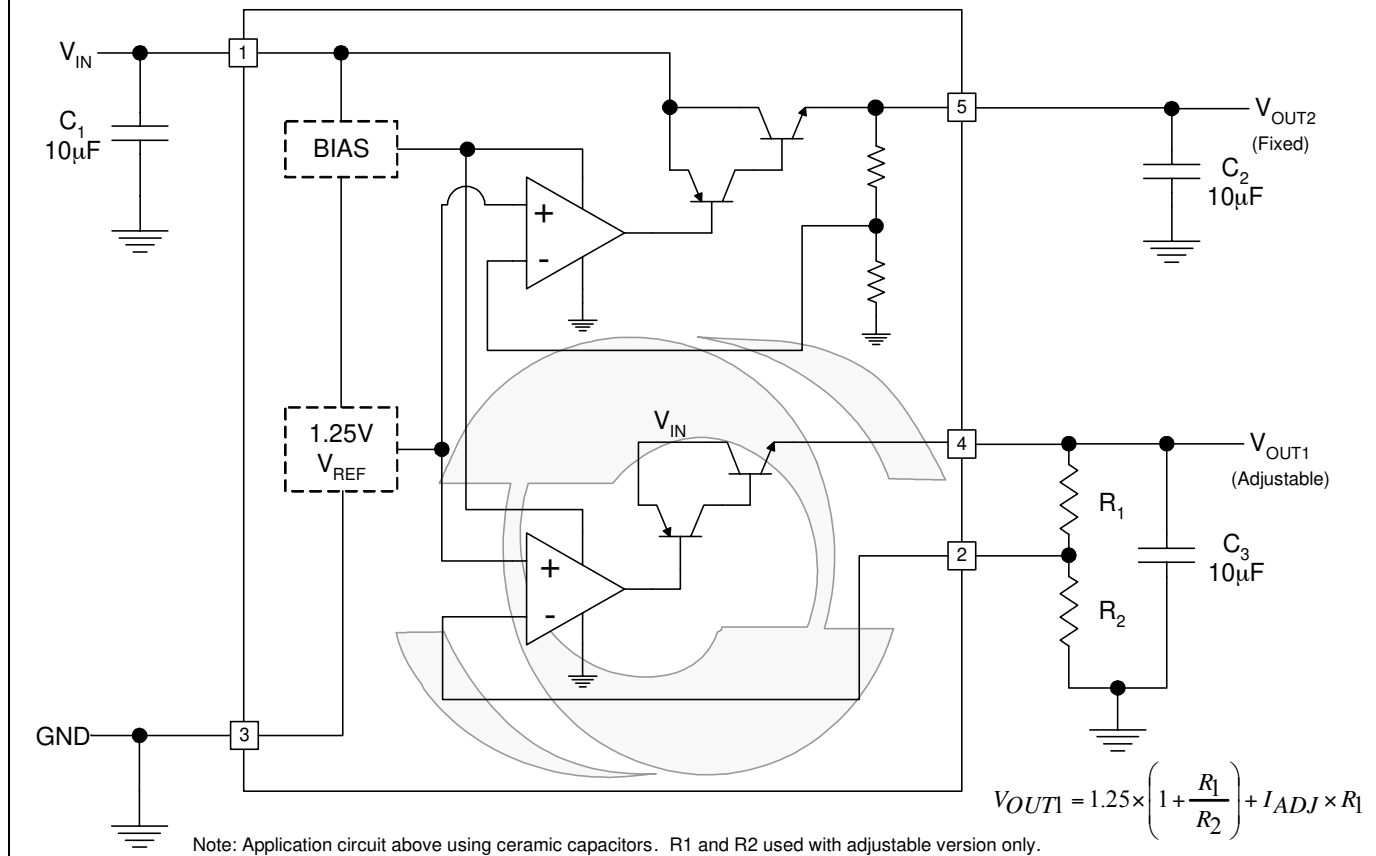 V_IN
C_1
10µF
1
BIAS
+
-
5
V_OUT2
(Fixed)
C_2
10µF
1.25V
V_REF
V_IN
4
V_OUT1
(Adjustable)
+
-
2
R_1
R_2
C_3
10µF
GND
3
V_OUT1 = 1.25 × (1 + R_1/R_2) + I_ADJ × R_1
Note: Application circuit above using ceramic capacitors. R1 and R2 used with adjustable version only.